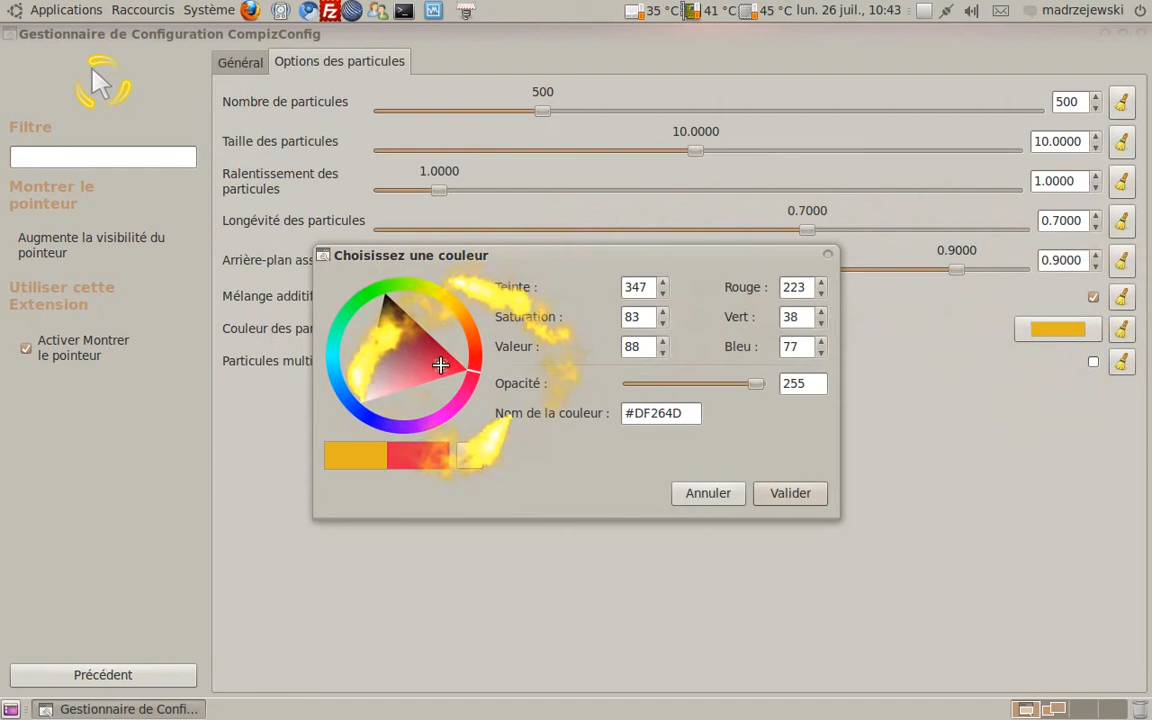 Applications Raccourcis Système 35 °C 41 °C 45 °C lun. 26 juil., 10:43 madrzejewski
Gestionnaire de Configuration CompizConfig
Général Options des particules
Filtre
Montrer le
pointeur
Augmente la visibilité du
pointeur
Utiliser cette
Extension
Activer Montrer
le pointeur
Précédent
500
Nombre de particules 500
10.0000
Taille des particules 10.0000
1.0000
Ralentissement des
particules 1.0000
0.7000
Longévité des particules 0.7000
0.9000
Arrière-plan 0.9000
Mélange
Couleur des
Particules
Choisissez une couleur
Teinte : 347 Rouge : 223
Saturation : 83 Vert : 38
Valeur : 88 Bleu : 77
Opacité : 255
Nom de la couleur : #DF264D
Annuler Valider
Gestionnaire de Confi...